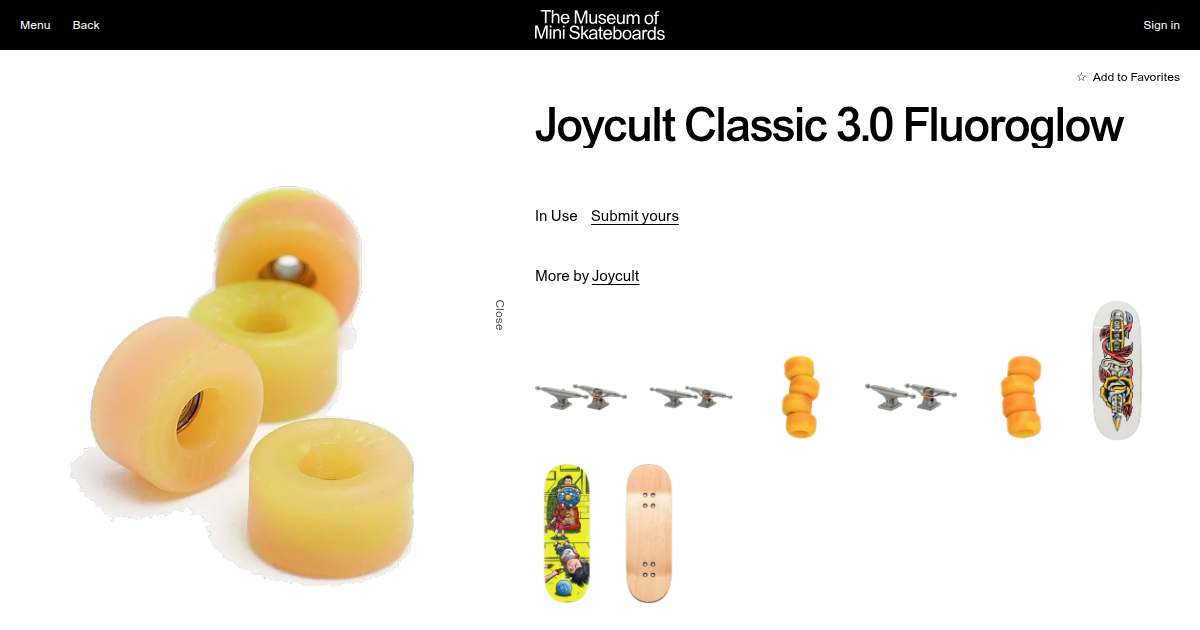 Menu
Back
The Museum of
Mini Skateboards
Sign in
☆ Add to Favorites
Joycult Classic 3.0 Fluoroglow
In Use Submit yours
More by Joycult
Close